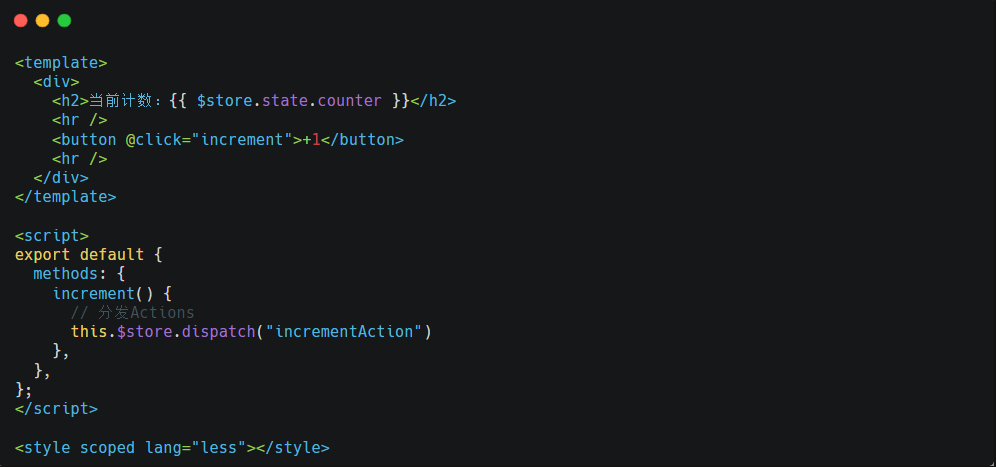 <template>
  <div>
    <h2>当前计数：{{ $store.state.counter }}</h2>
    <hr />
    <button @click="increment">+1</button>
    <hr />
  </div>
</template>

<script>
export default {
  methods: {
    increment() {
      // 分发Actions
      this.$store.dispatch("incrementAction")
    },
  },
};
</script>

<style scoped lang="less"></style>